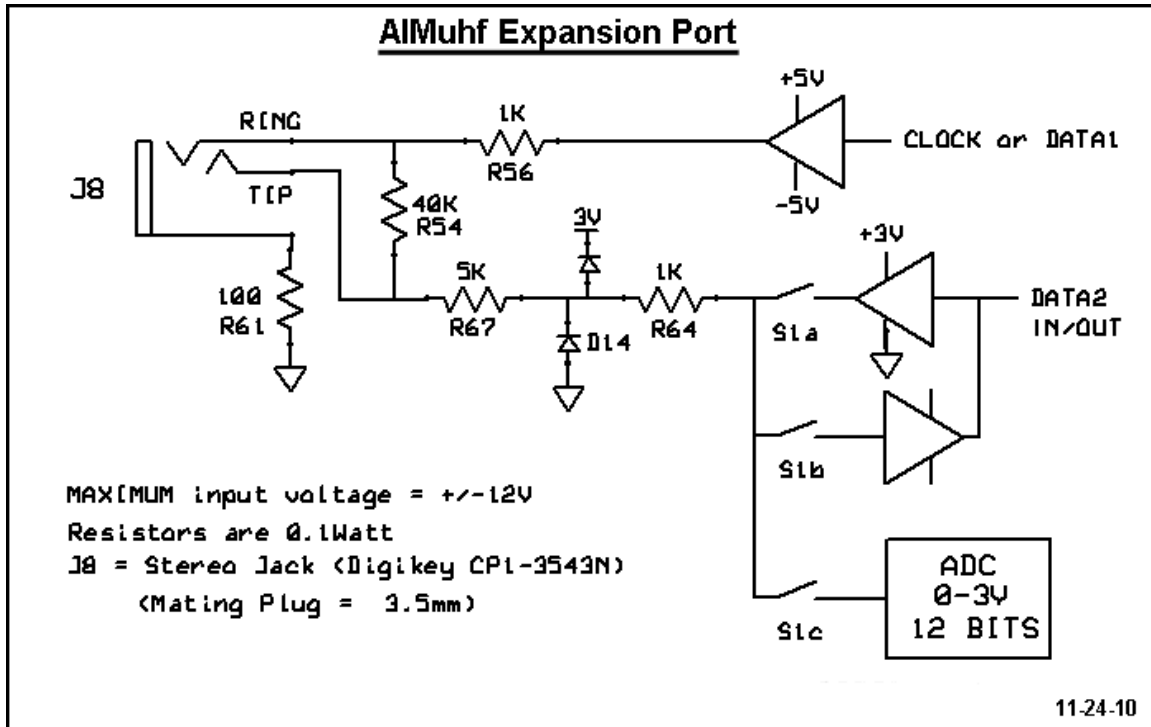 AIMuhf Expansion Port
+5V
RING
1K
CLOCK or DATA1
R56
J8
TIP
-5V
40K
R54
3V
+3V
5K
1K
100
R61
R67
D14
R64
S1a
DATA2
IN/OUT
S1b
MAXIMUM input voltage = +/-12V
Resistors are 0.1Watt
J8 = Stereo Jack (Digikey CP1-3543N)
(Mating Plug = 3.5mm)
S1c
ADC
0-3V
12 BITS
11-24-10